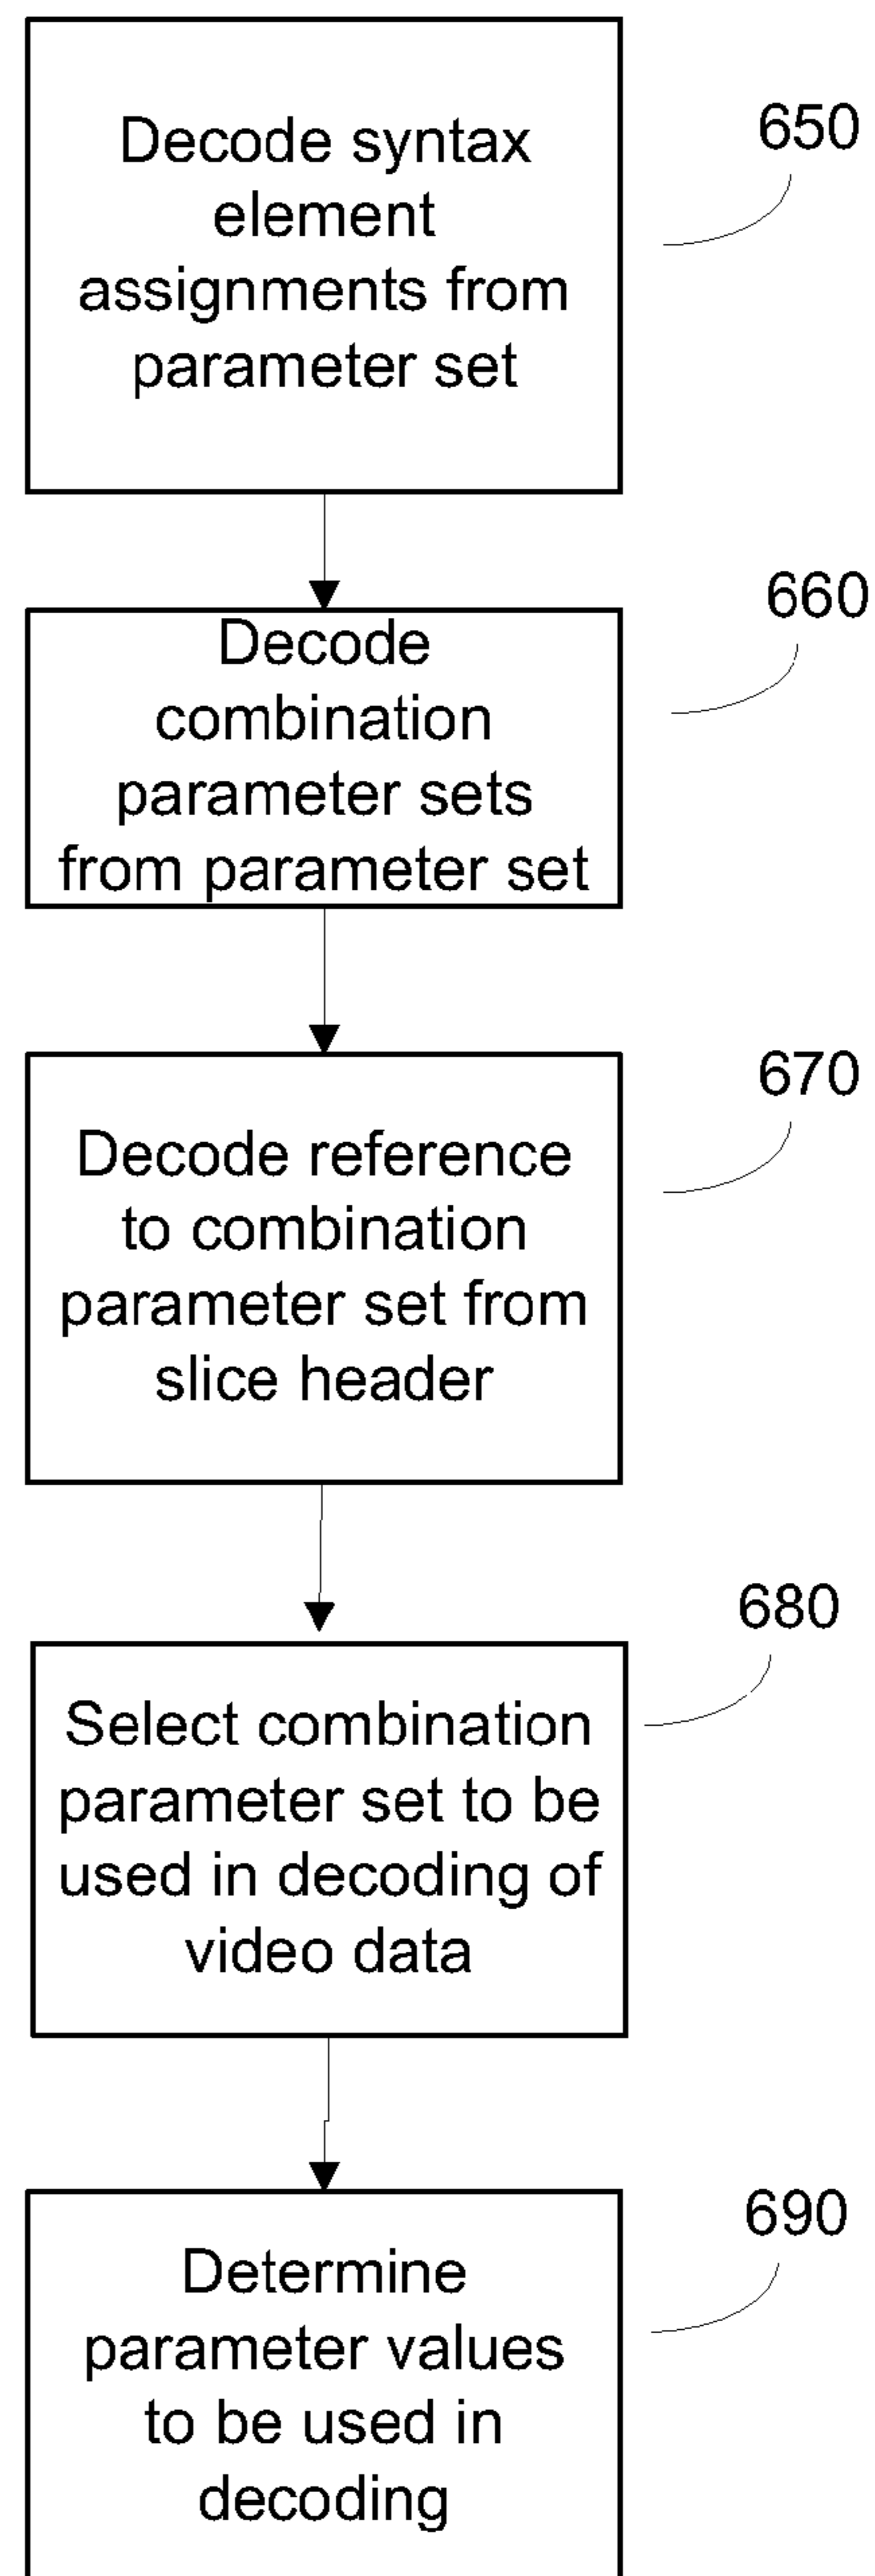 Decode syntax
element
assignments from
parameter set
650
Decode
combination
parameter sets
from parameter set
660
Decode reference
to combination
parameter set from
slice header
670
Select combination
parameter set to be
used in decoding of
video data
680
Determine
parameter values
to be used in
decoding
690